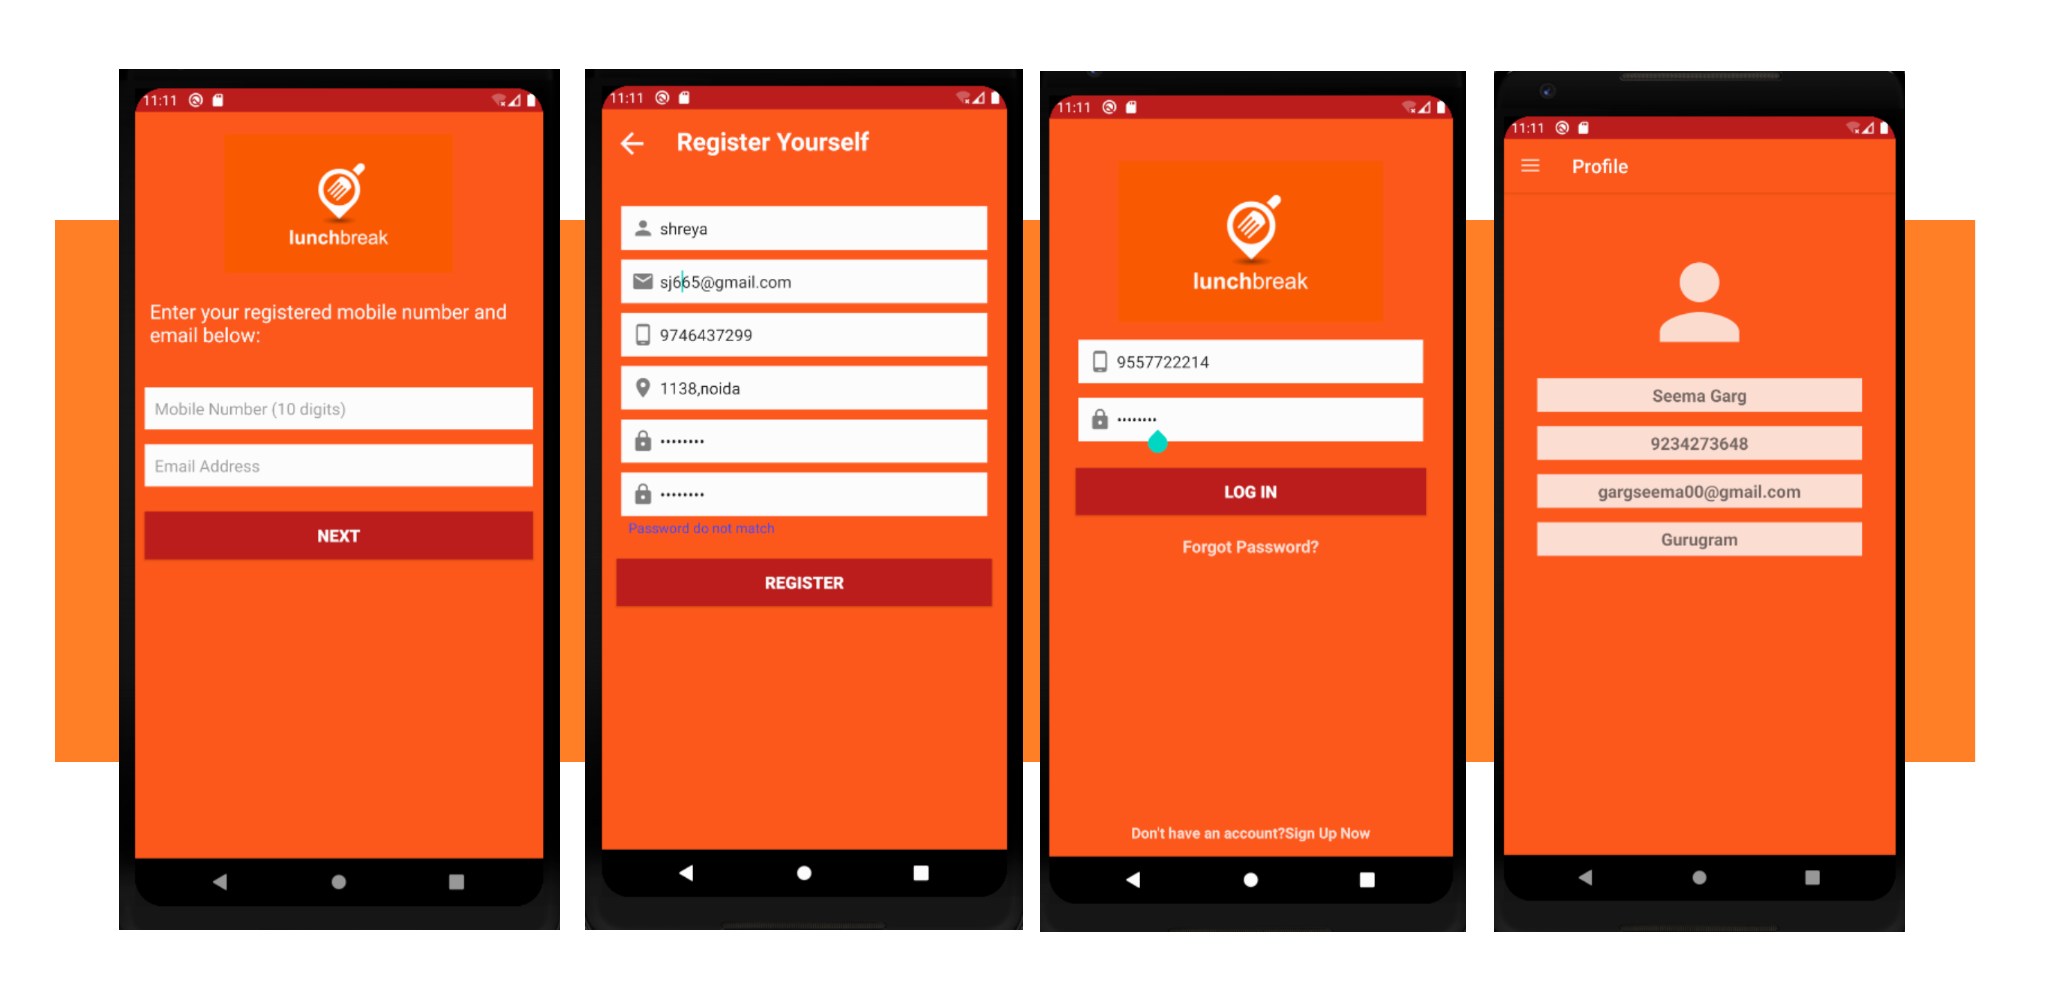 11:11
lunchbreak
Enter your registered mobile number and
email below:
Mobile Number (10 digits)
Email Address
NEXT
11:11
Register Yourself
shreya
sj665@gmail.com
9746437299
1138,noida
••••••••
••••••••
Password do not match
REGISTER
11:11
lunchbreak
9557722214
••••••••
LOG IN
Forgot Password?
Don't have an account?Sign Up Now
11:11
Profile
Seema Garg
9234273648
gargseema00@gmail.com
Gurugram